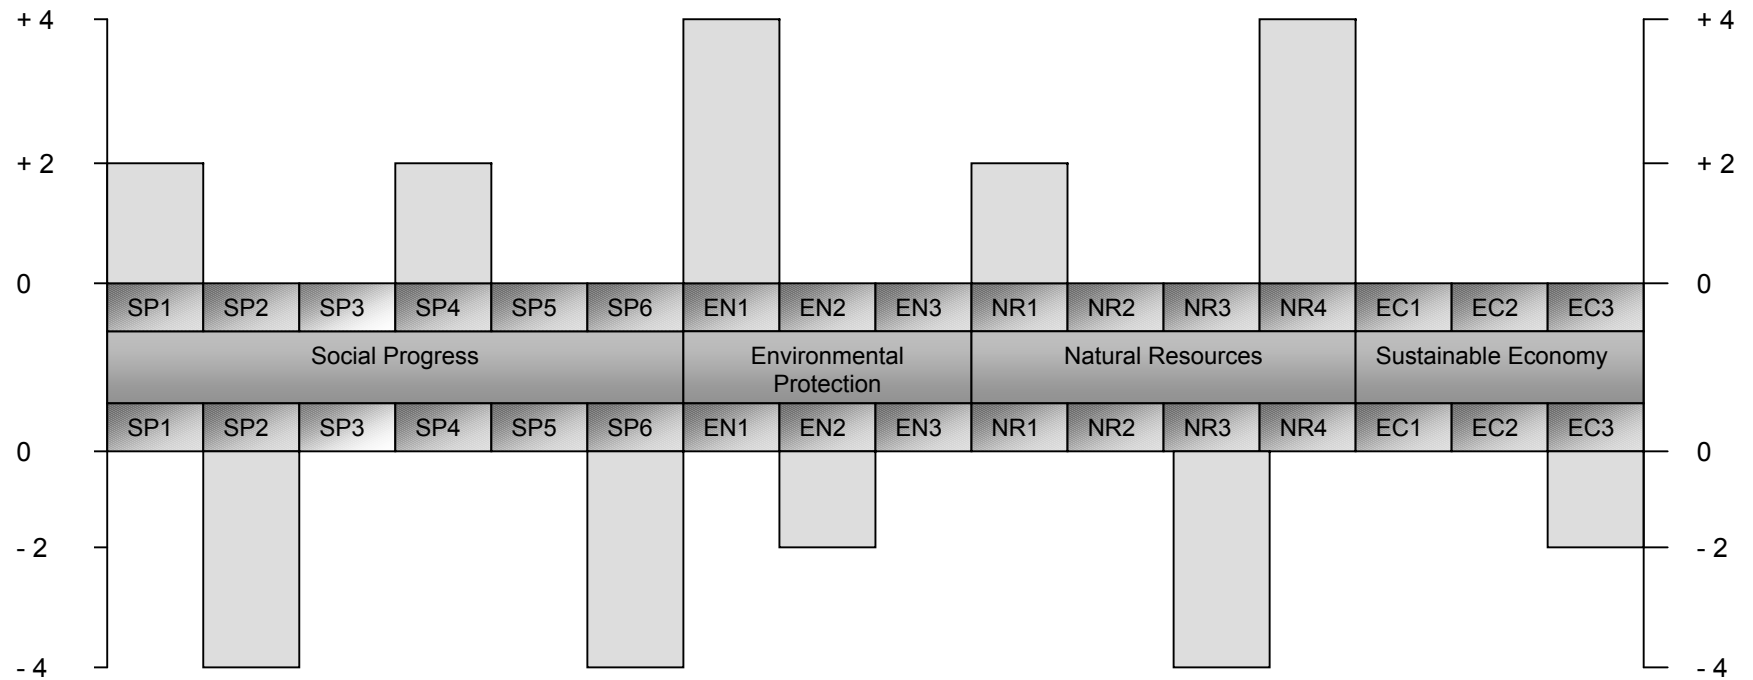 + 4 + 4
+ 2 + 2
0 0
SP1 SP2 SP3 SP4 SP5 SP6 EN1 EN2 EN3 NR1 NR2 NR3 NR4 EC1 EC2 EC3
Social Progress Environmental Natural Resources Sustainable Economy
Protection
SP1 SP2 SP3 SP4 SP5 SP6 EN1 EN2 EN3 NR1 NR2 NR3 NR4 EC1 EC2 EC3
0 0
- 2 - 2
- 4 - 4